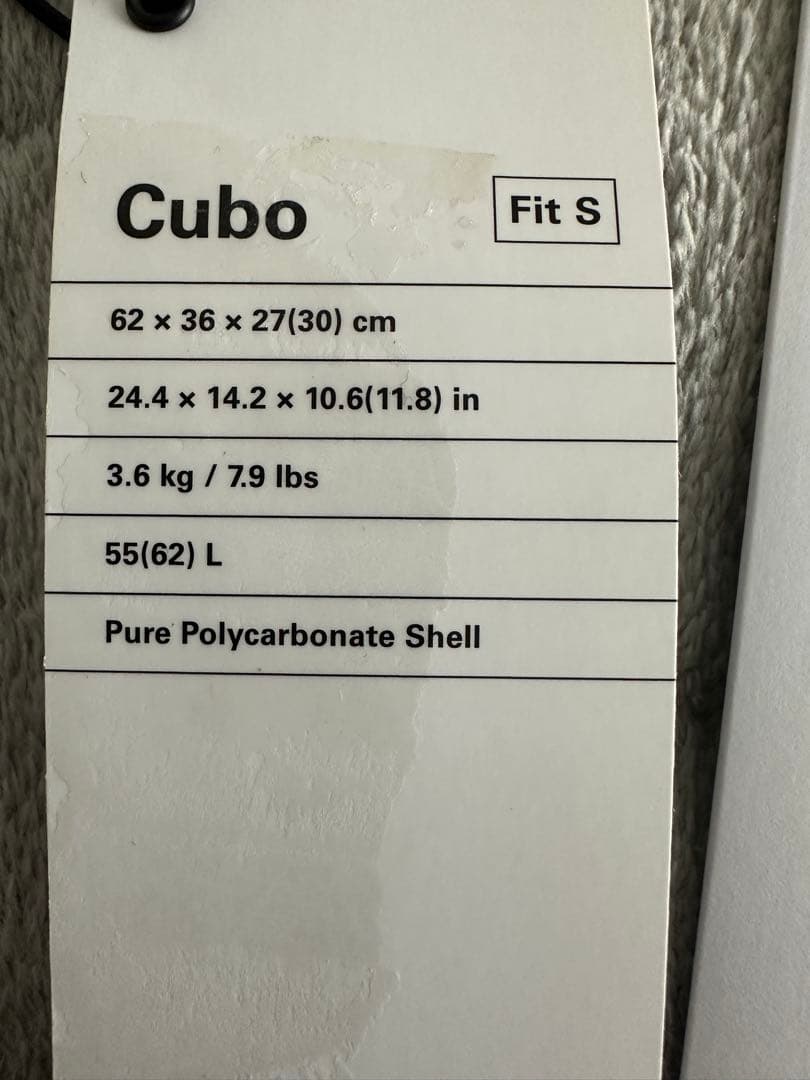 Cubo
Fit S
62 × 36 × 27(30) cm
24.4 × 14.2 × 10.6(11.8) in
3.6 kg / 7.9 lbs
55(62) L
Pure Polycarbonate Shell